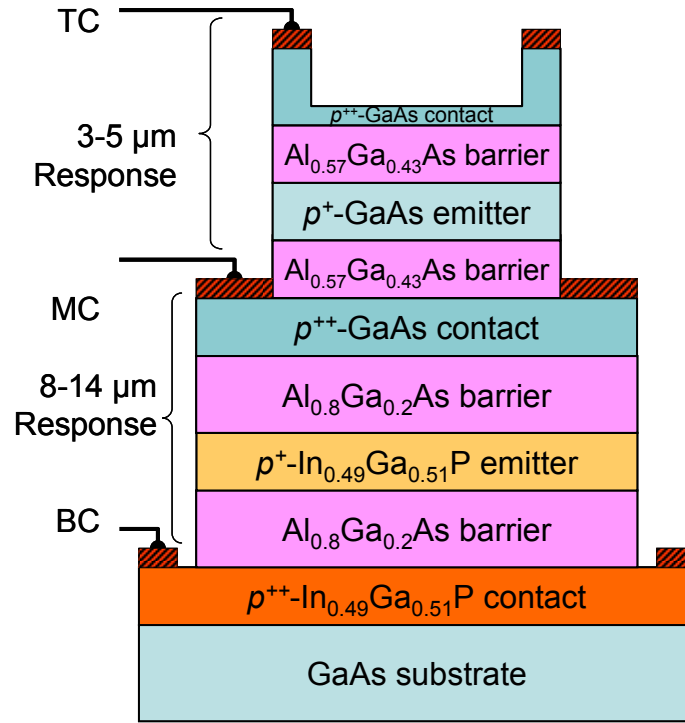 TC
p++-GaAs contact
3-5 µm
Response
Al0.57Ga0.43As barrier
p+-GaAs emitter
Al0.57Ga0.43As barrier
MC
p++-GaAs contact
8-14 µm
Response
Al0.8Ga0.2As barrier
p+-In0.49Ga0.51P emitter
BC
Al0.8Ga0.2As barrier
p++-In0.49Ga0.51P contact
GaAs substrate